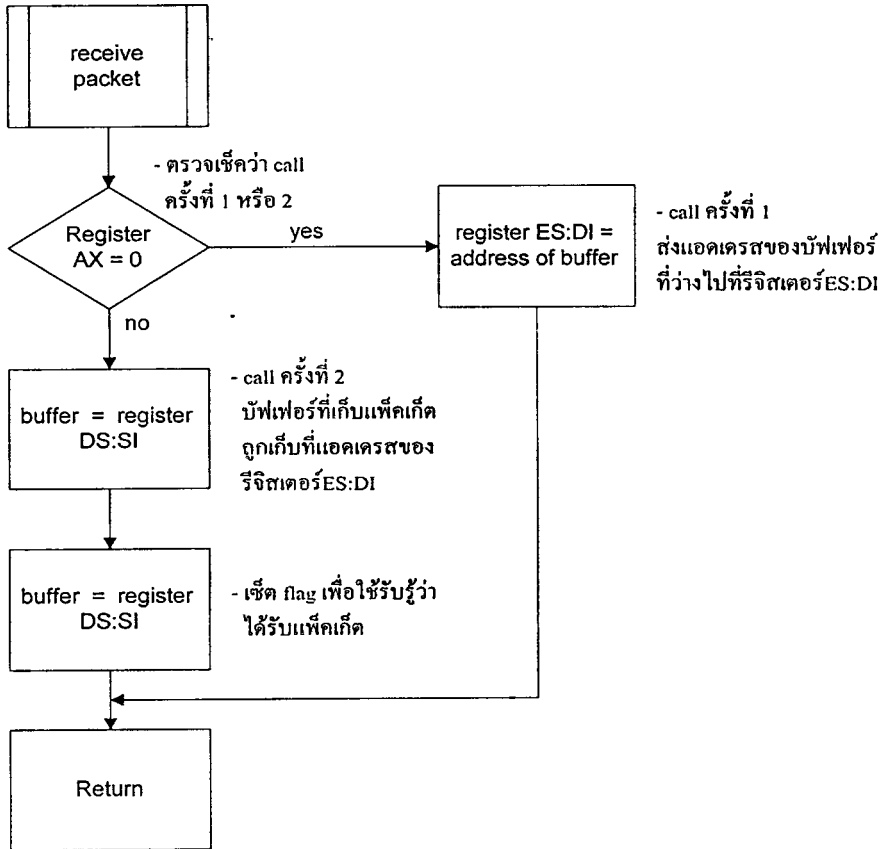 receive
packet
- ตรวจเช็คว่า call
ครั้งที่ 1 หรือ 2
Register
AX = 0
yes
register ES:DI =
address of buffer
- call ครั้งที่ 1
ส่งแอดเดรสของบัฟเฟอร์
ที่ว่างไปที่รีจิสเตอร์ES:DI
no
buffer = register
DS:SI
- call ครั้งที่ 2
บัฟเฟอร์ที่เก็บแพ็คเก็ต
ถูกเก็บที่แอดเดรสของ
รีจิสเตอร์ES:DI
buffer = register
DS:SI
- เซ็ต flag เพื่อใช้รับรู้ว่า
ได้รับแพ็คเก็ต
Return